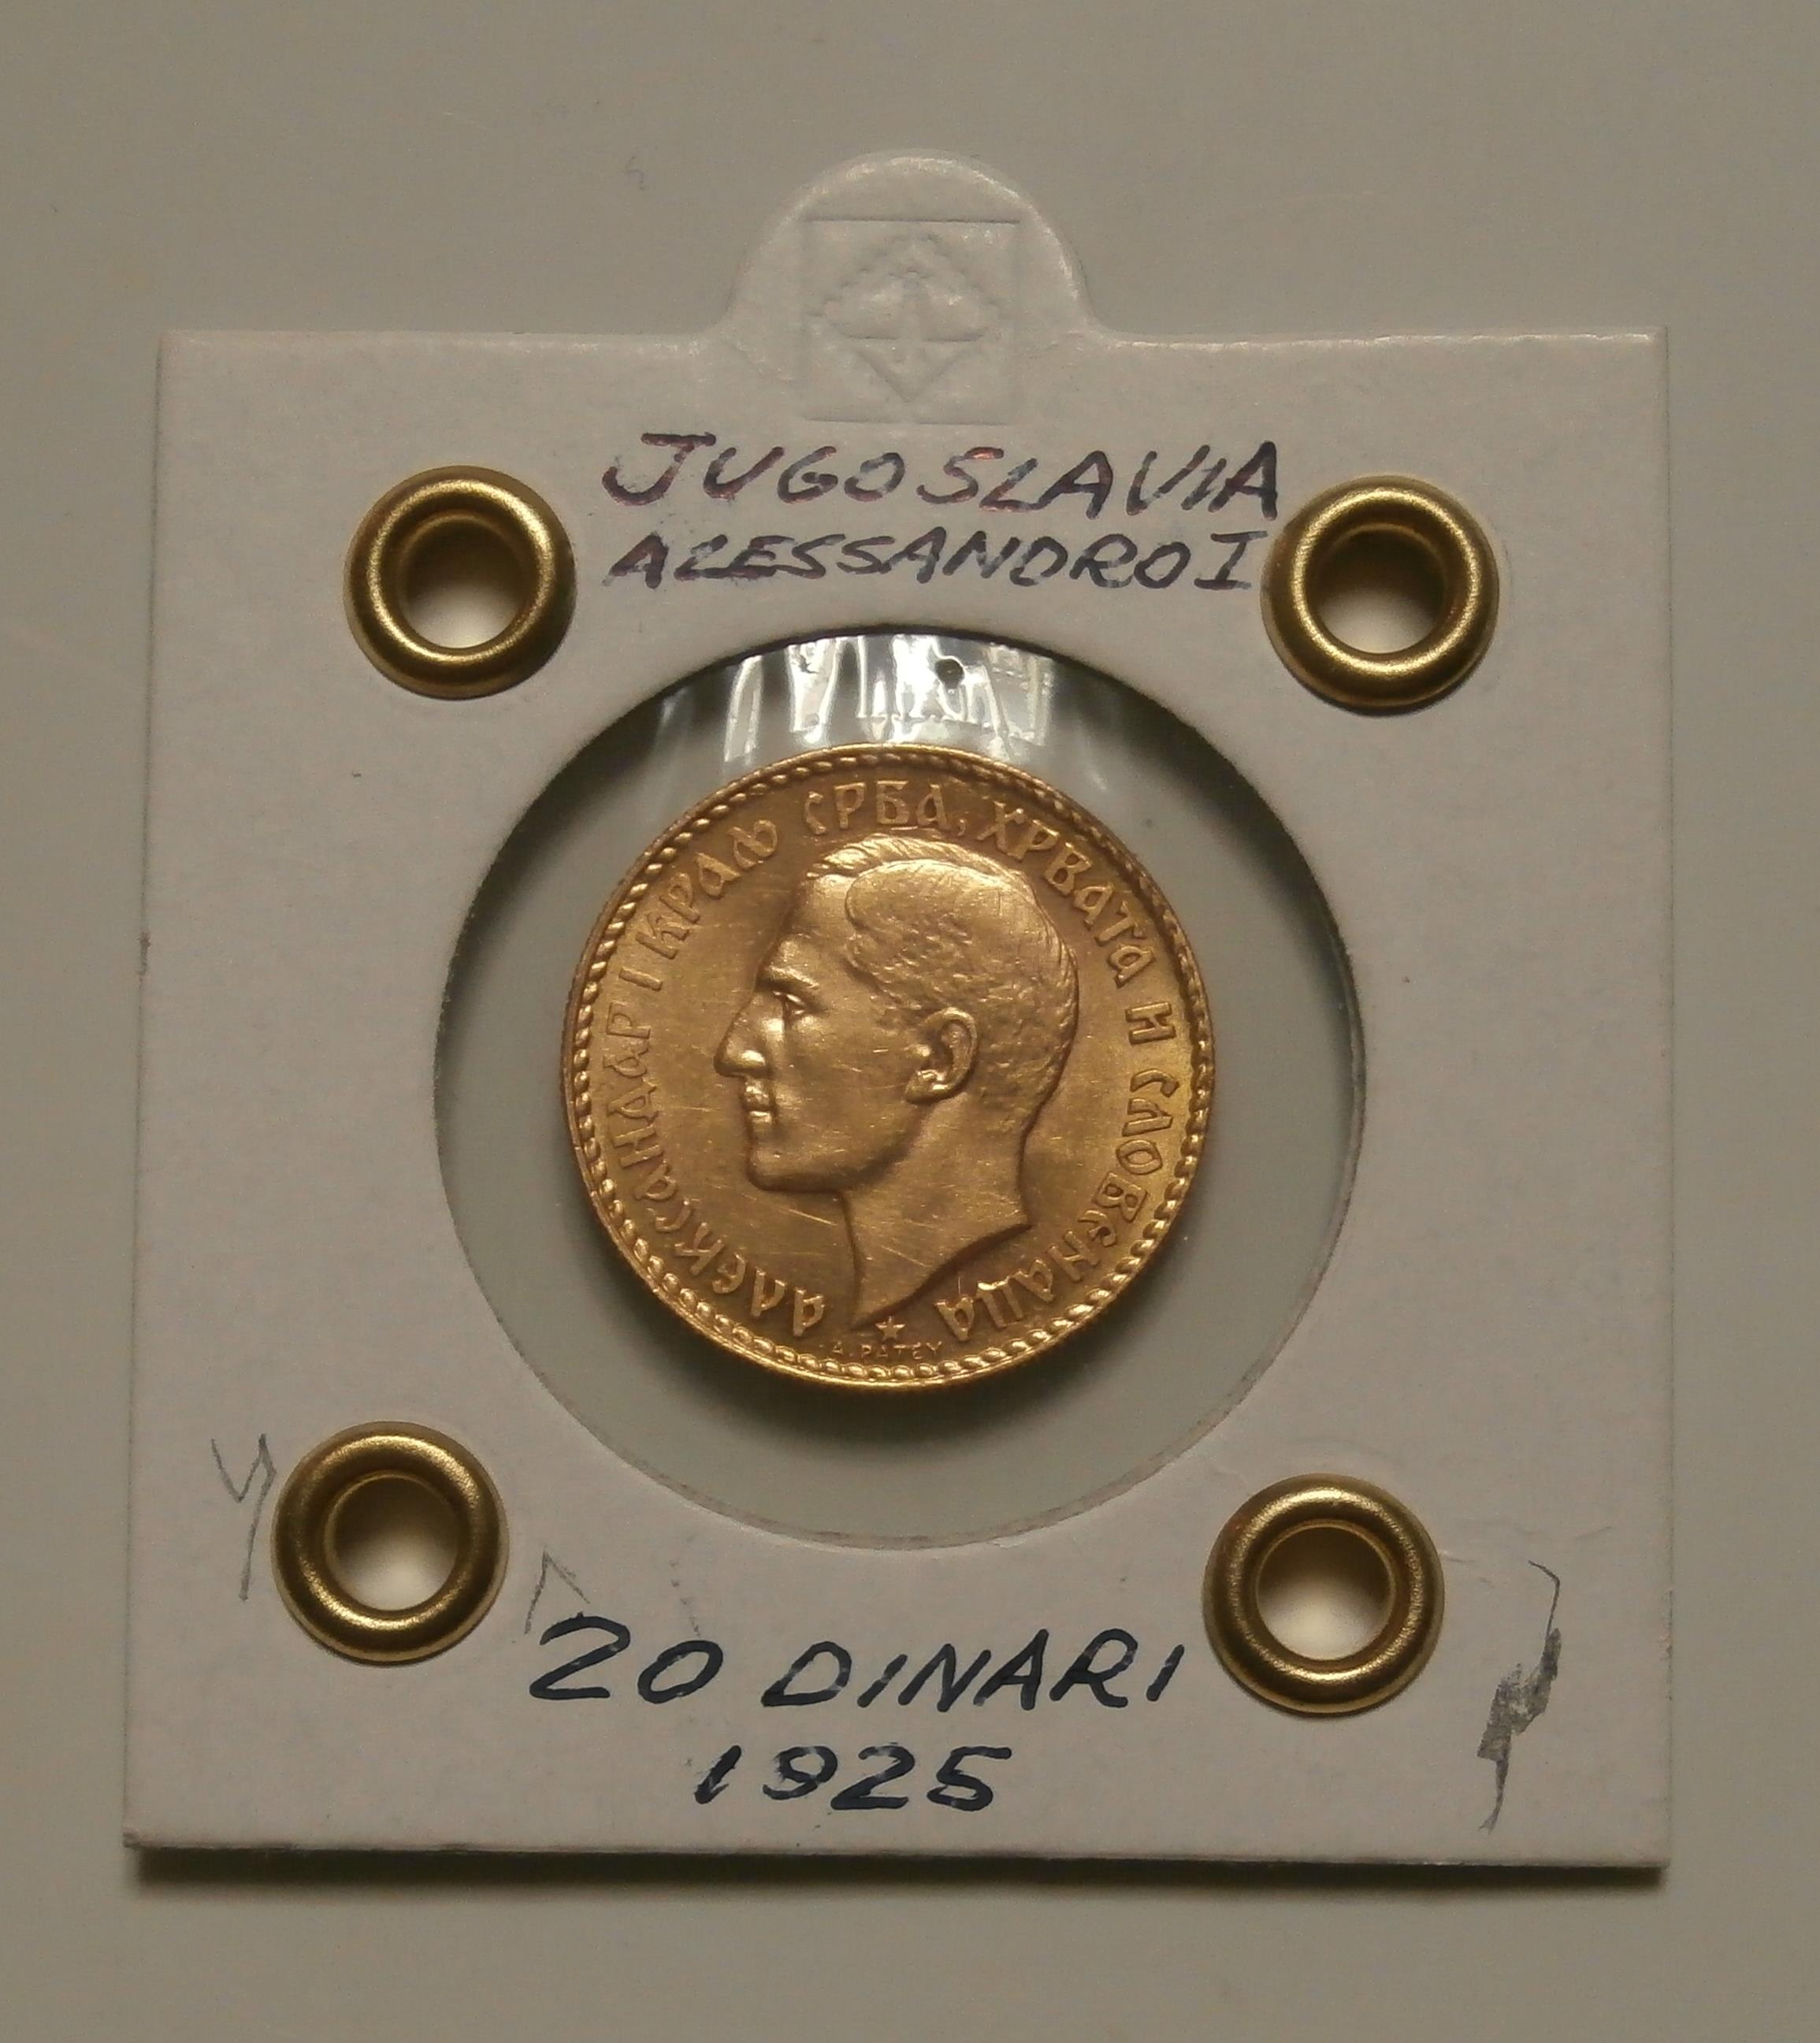 JUGOSLAVIA
ALESSANDRO I
АЛЕКСАНДАР I КРАЉ СРБА, ХРВАТА И СЛОВЕНАЦА
A. PATEY
20 DINARI
1925